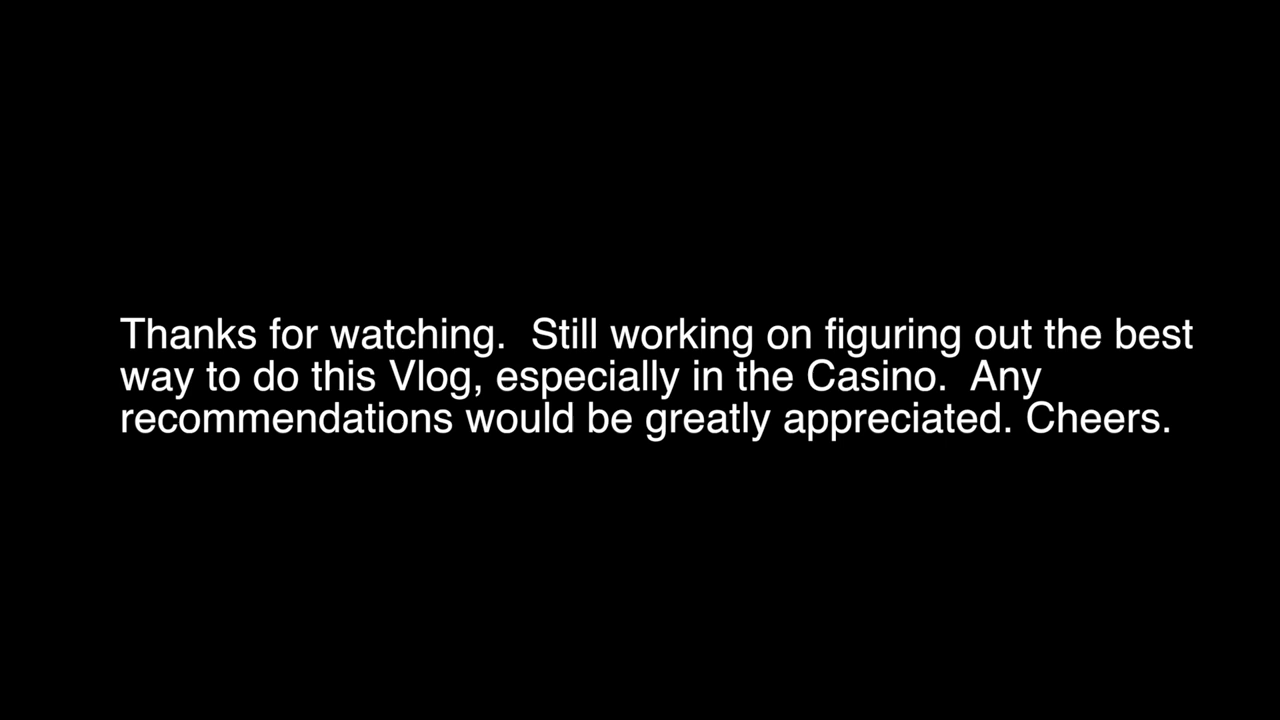 Thanks for watching.  Still working on figuring out the best
way to do this Vlog, especially in the Casino.  Any
recommendations would be greatly appreciated. Cheers.